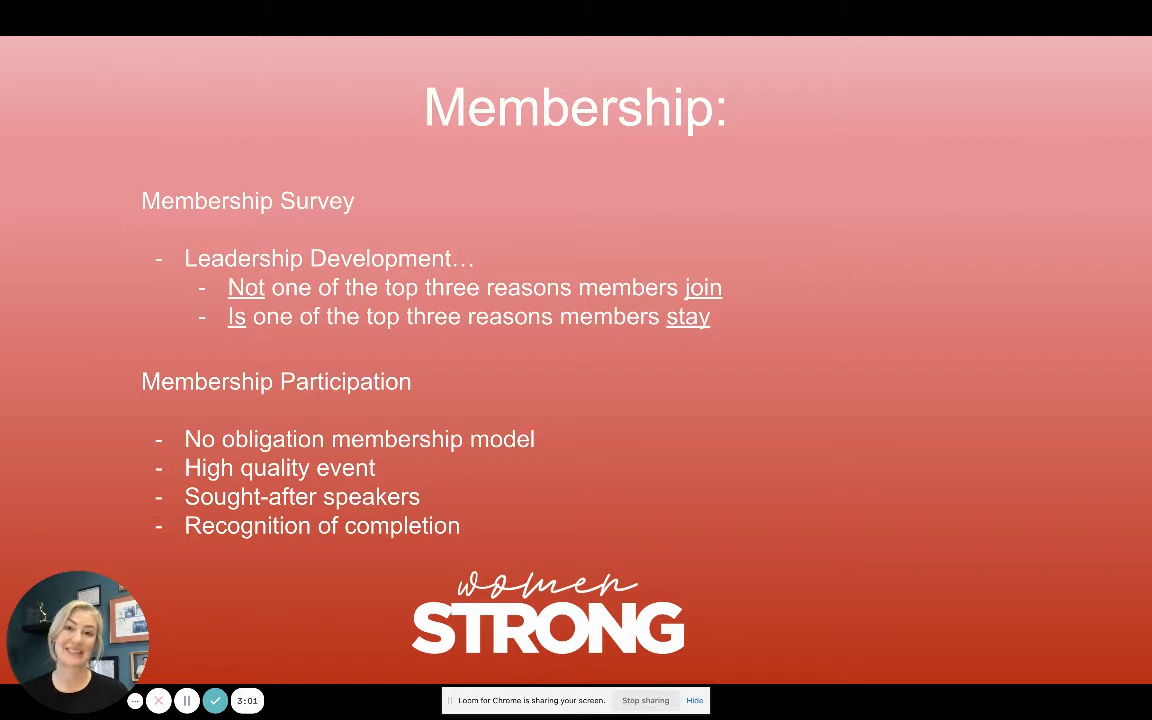 Membership:
Membership Survey
- Leadership Development…
- Not one of the top three reasons members join
- Is one of the top three reasons members stay
Membership Participation
- No obligation membership model
- High quality event
- Sought-after speakers
- Recognition of completion
women
STRONG
3:01
Loom for Chrome is sharing your screen.
Stop sharing
Hide